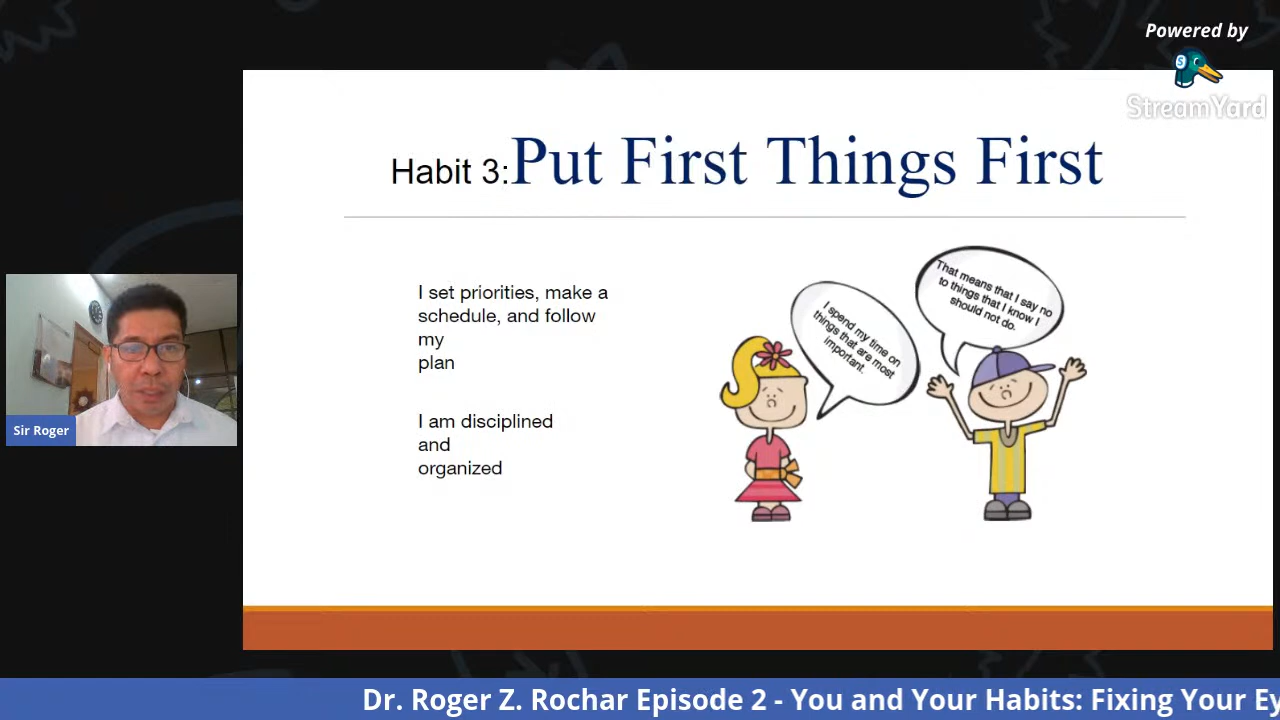 Powered by
StreamYard
Habit 3:Put First Things First
I set priorities, make a
schedule, and follow
my
plan
I am disciplined
and
organized
I spend my time on
things that are most
important.
That means that I say no
to things that I know I
should not do.
Sir Roger
Dr. Roger Z. Rochar Episode 2 - You and Your Habits: Fixing Your Ey